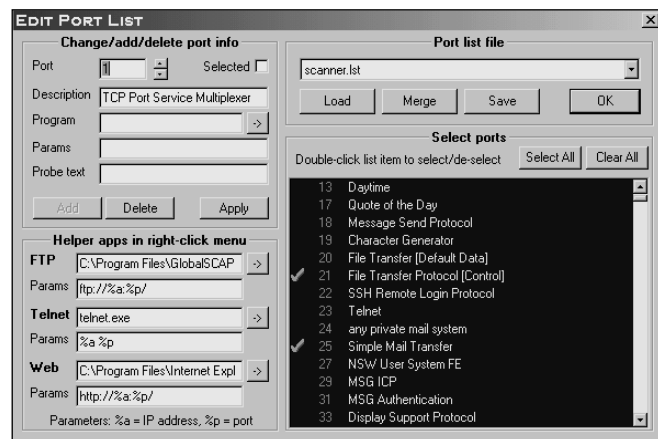 EDIT PORT LIST
Change/add/delete port info
Port 1 Selected
Description TCP Port Service Multiplexer
Program ->
Params
Probe text
Add Delete Apply
Helper apps in right-click menu
FTP C:\Program Files\GlobalSCAP ->
Params ftp://%a:%p/
Telnet telnet.exe ->
Params %a %p
Web C:\Program Files\Internet Expl ->
Params http://%a:%p/
Parameters: %a = IP address, %p = port
Port list file
scanner.lst
Load Merge Save OK
Select ports
Double-click list item to select/de-select Select All Clear All
13 Daytime
17 Quote of the Day
18 Message Send Protocol
19 Character Generator
20 File Transfer [Default Data]
21 File Transfer Protocol [Control]
22 SSH Remote Login Protocol
23 Telnet
24 any private mail system
25 Simple Mail Transfer
27 NSW User System FE
29 MSG ICP
31 MSG Authentication
33 Display Support Protocol